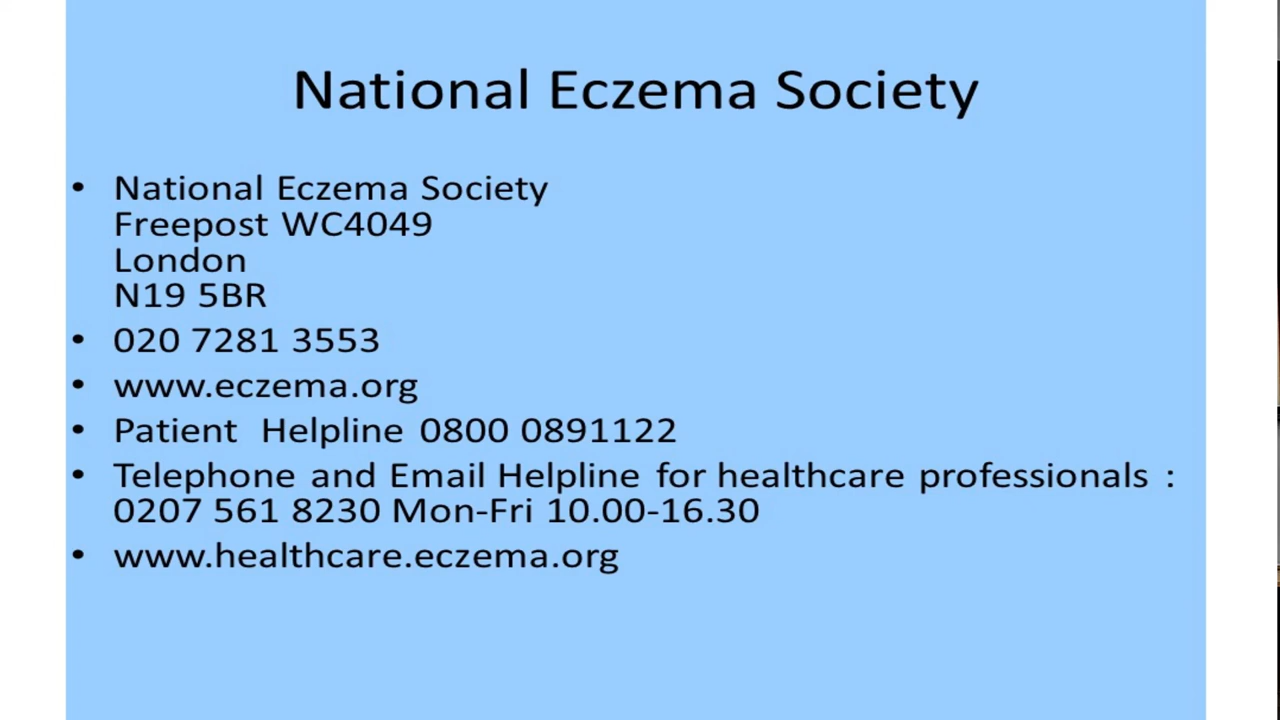 National Eczema Society
• National Eczema Society
Freepost WC4049
London
N19 5BR
• 020 7281 3553
• www.eczema.org
• Patient Helpline 0800 0891122
• Telephone and Email Helpline for healthcare professionals :
0207 561 8230 Mon-Fri 10.00-16.30
• www.healthcare.eczema.org